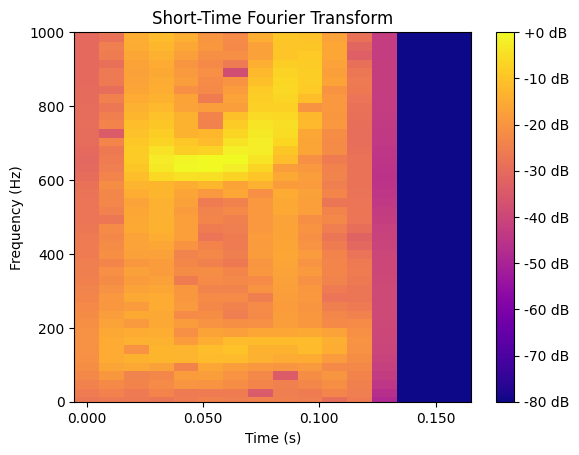 Short-Time Fourier Transform
Frequency (Hz)
1000
800
600
400
200
0
0.000 0.050 0.100 0.150
Time (s)
+0 dB
-10 dB
-20 dB
-30 dB
-40 dB
-50 dB
-60 dB
-70 dB
-80 dB